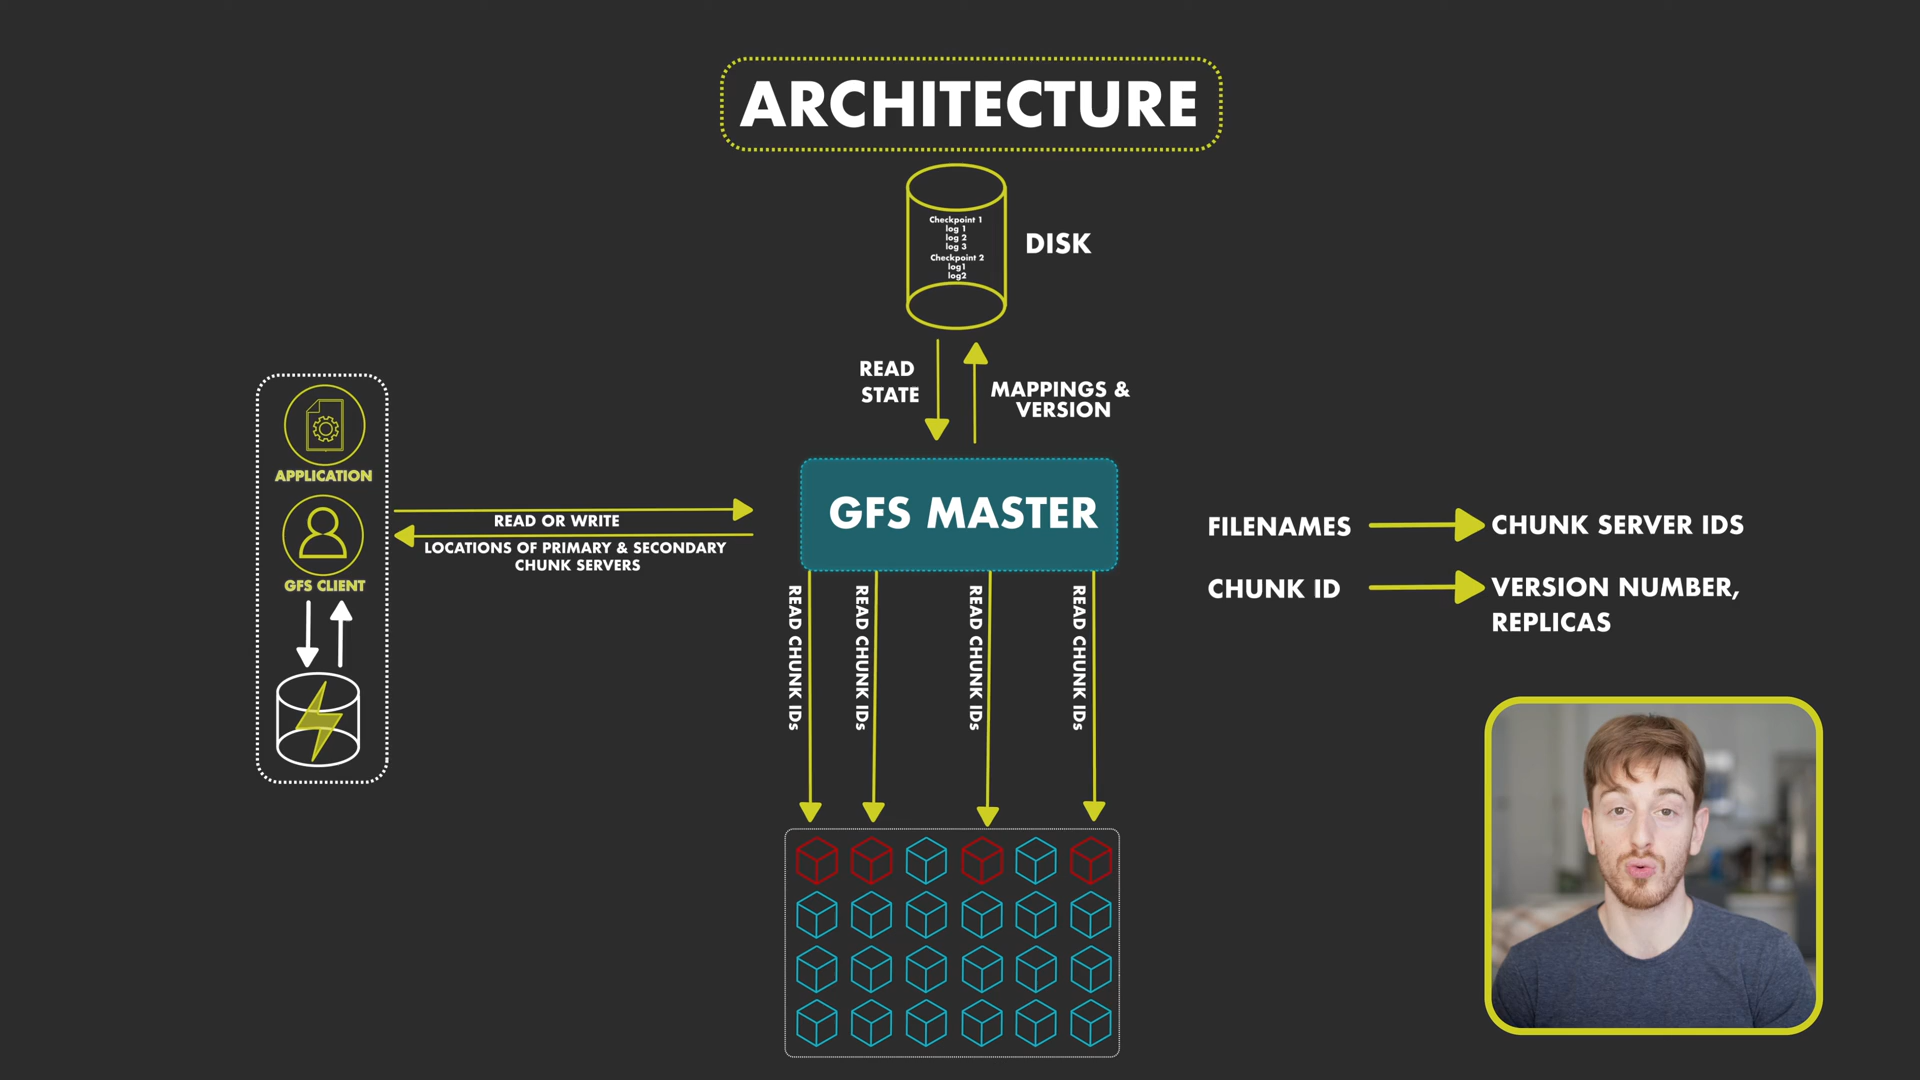 ARCHITECTURE
Checkpoint 1
log 1
log 2
log 3
Checkpoint 2
log1
log2
DISK
READ
STATE
MAPPINGS &
VERSION
APPLICATION
GFS CLIENT
READ OR WRITE
LOCATIONS OF PRIMARY & SECONDARY
CHUNK SERVERS
GFS MASTER
FILENAMES
CHUNK SERVER IDS
CHUNK ID
VERSION NUMBER,
REPLICAS
READ CHUNK IDs
READ CHUNK IDs
READ CHUNK IDs
READ CHUNK IDs